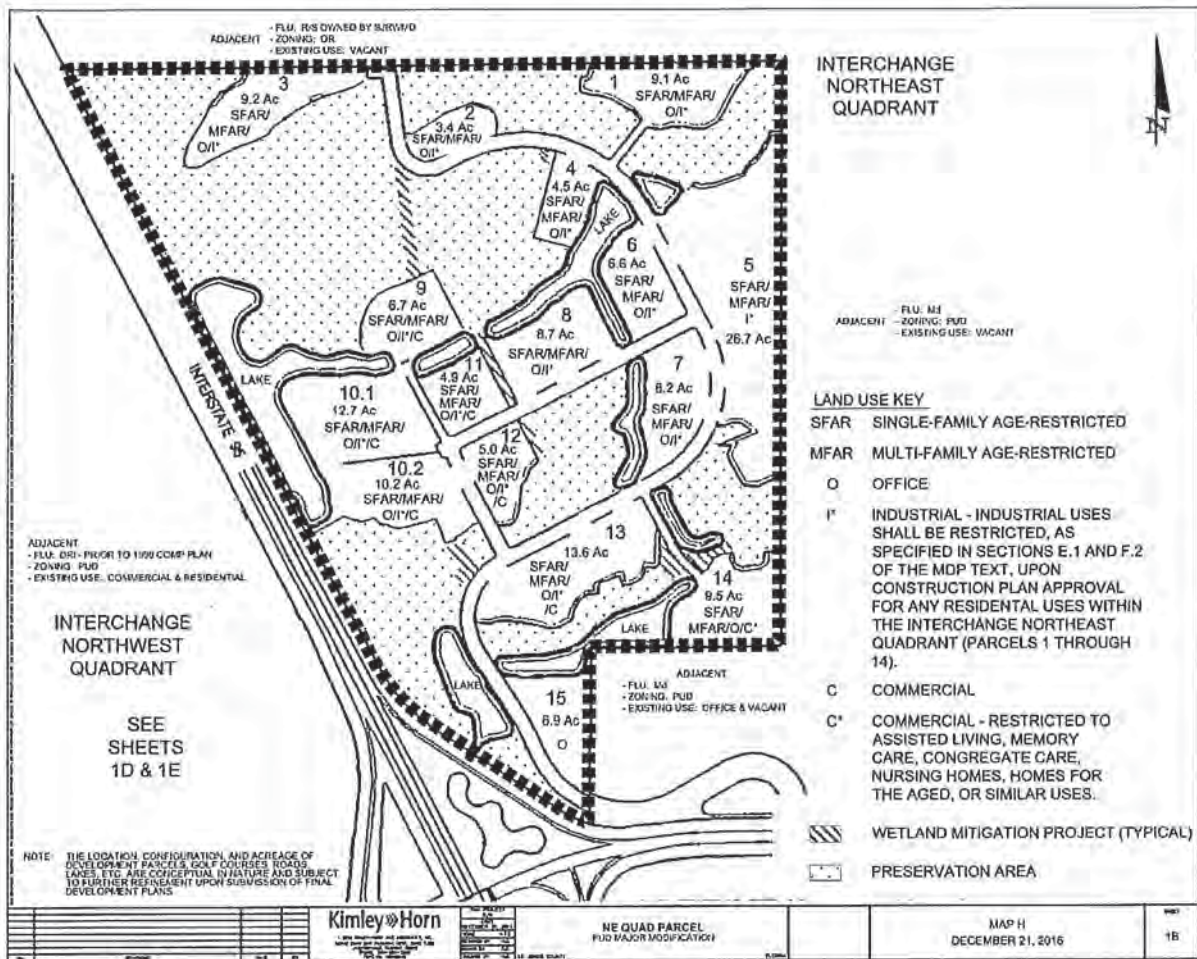 ADJACENT
- FLU: R/S OWNED BY SJRWMD
- ZONING: OR
- EXISTING USE: VACANT
INTERCHANGE
NORTHEAST
QUADRANT
N
3
9.2 Ac
SFAR/
MFAR/
O/I*
2
3.4 Ac
SFAR/MFAR/
O/I*
1
9.1 Ac
SFAR/MFAR/
O/I*
4
4.5 Ac
SFAR/
MFAR/
O/I*
LAKE
6
6.6 Ac
SFAR/
MFAR/
O/I*
5
SFAR/
MFAR/
I*
26.7 Ac
ADJACENT
- FLU: M/I
- ZONING: PUD
- EXISTING USE: VACANT
9
6.7 Ac
SFAR/MFAR/
O/I*/C
8
8.7 Ac
SFAR/MFAR/
O/I*
7
8.2 Ac
SFAR/
MFAR/
O/I*
LAKE
INTERSTATE 95
10.1
12.7 Ac
SFAR/MFAR/
O/I*/C
11
4.9 Ac
SFAR/
MFAR/
O/I*/C
10.2
10.2 Ac
SFAR/MFAR/
O/I*/C
12
5.0 Ac
SFAR/
MFAR/
O/I*
/C
13
13.6 Ac
SFAR/
MFAR/
O/I*
/C
14
9.5 Ac
SFAR/
MFAR/O/C*
LAKE
LAKE
15
6.9 Ac
O
ADJACENT
- FLU: M/I
- ZONING: PUD
- EXISTING USE: OFFICE & VACANT
ADJACENT
- FLU: DRI - PRIOR TO 1990 COMP PLAN
- ZONING: PUD
- EXISTING USE: COMMERCIAL & RESIDENTIAL
INTERCHANGE
NORTHWEST
QUADRANT
SEE
SHEETS
1D & 1E
LAND USE KEY
SFAR SINGLE-FAMILY AGE-RESTRICTED
MFAR MULTI-FAMILY AGE-RESTRICTED
O OFFICE
I* INDUSTRIAL - INDUSTRIAL USES
SHALL BE RESTRICTED, AS
SPECIFIED IN SECTIONS E.1 AND F.2
OF THE MDP TEXT, UPON
CONSTRUCTION PLAN APPROVAL
FOR ANY RESIDENTAL USES WITHIN
THE INTERCHANGE NORTHEAST
QUADRANT (PARCELS 1 THROUGH
14).
C COMMERCIAL
C* COMMERCIAL - RESTRICTED TO
ASSISTED LIVING, MEMORY
CARE, CONGREGATE CARE,
NURSING HOMES, HOMES FOR
THE AGED, OR SIMILAR USES.
WETLAND MITIGATION PROJECT (TYPICAL)
PRESERVATION AREA
NOTE: THE LOCATION, CONFIGURATION, AND ACREAGE OF
DEVELOPMENT PARCELS, GOLF COURSES, ROADS,
LAKES, ETC. ARE CONCEPTUAL IN NATURE AND SUBJECT
TO FURTHER REFINEMENT UPON SUBMISSION OF FINAL
DEVELOPMENT PLANS
Kimley»Horn
NE QUAD PARCEL
PUD MAJOR MODIFICATION
MAP H
DECEMBER 21, 2016
1B